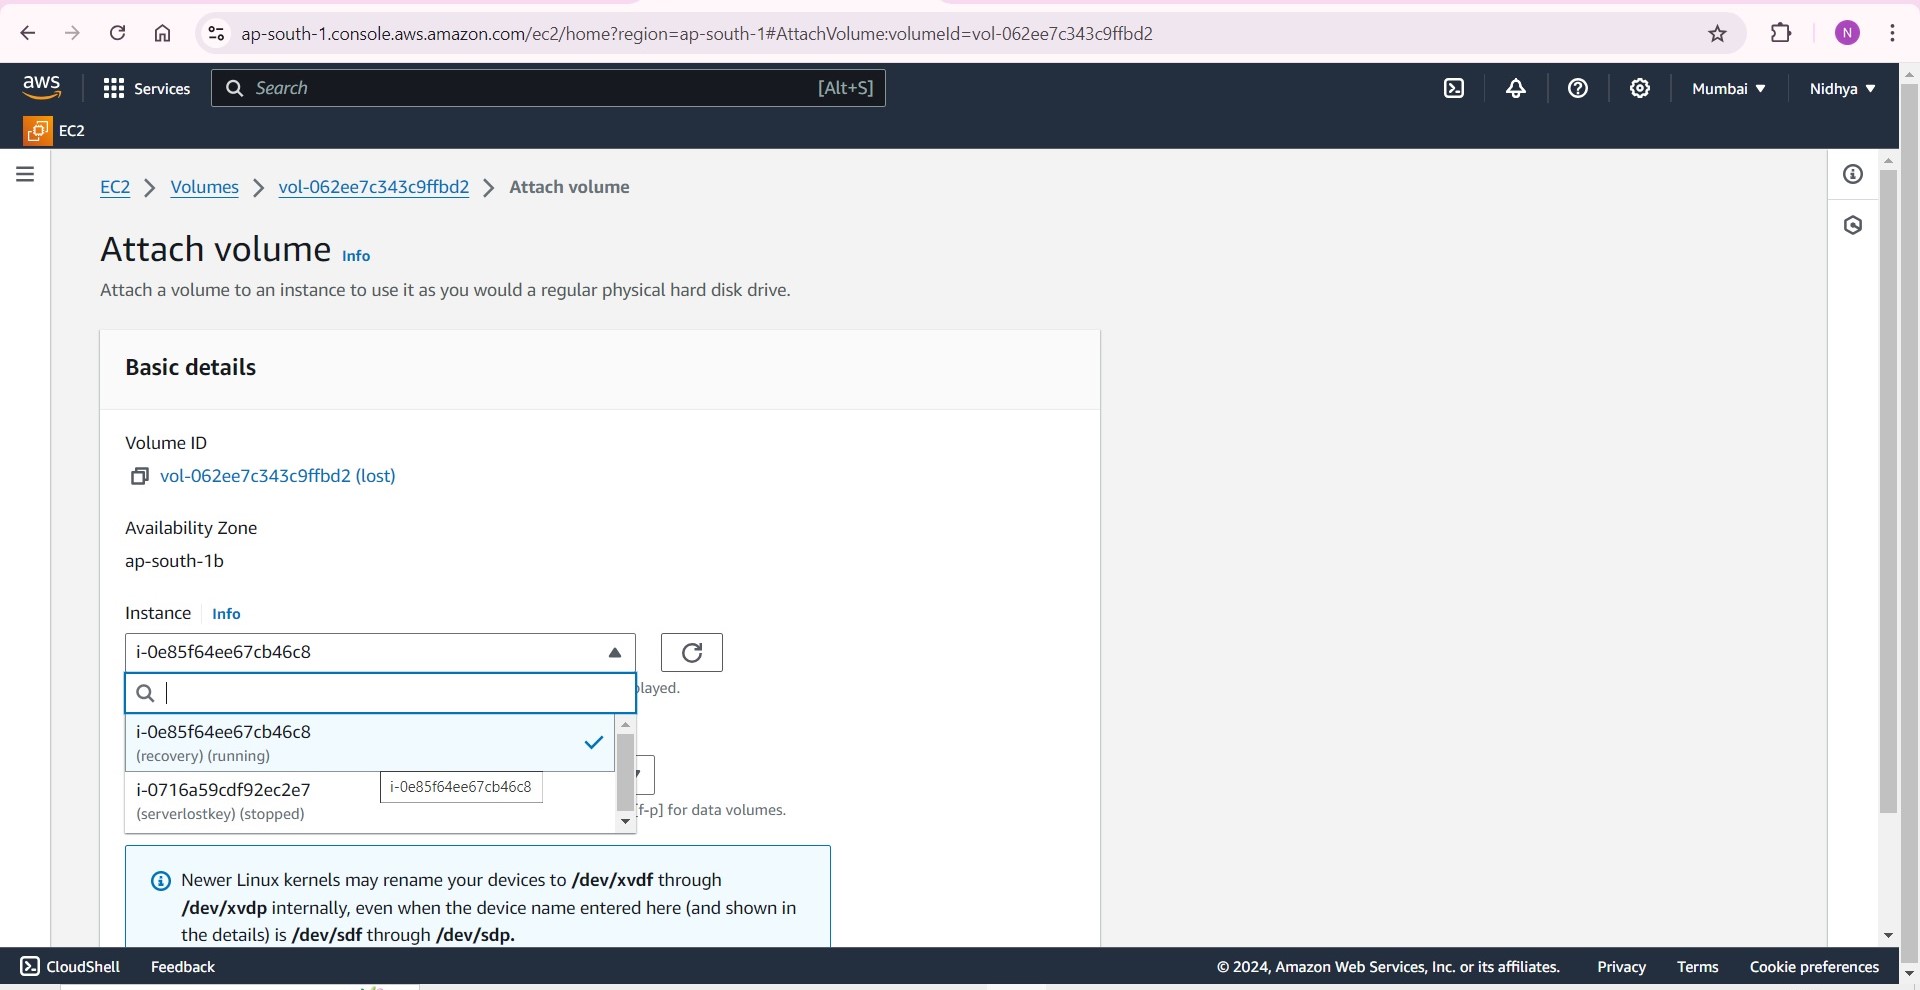 ap-south-1.console.aws.amazon.com/ec2/home?region=ap-south-1#AttachVolume:volumeId=vol-062ee7c343c9ffbd2
N
aws
Services
Search
[Alt+S]
Mumbai
Nidhya
EC2
EC2 > Volumes > vol-062ee7c343c9ffbd2 > Attach volume
Attach volume Info
Attach a volume to an instance to use it as you would a regular physical hard disk drive.
Basic details
Volume ID
vol-062ee7c343c9ffbd2 (lost)
Availability Zone
ap-south-1b
Instance Info
i-0e85f64ee67cb46c8
played.
i-0e85f64ee67cb46c8
(recovery) (running)
i-0716a59cdf92ec2e7
i-0e85f64ee67cb46c8
(serverlostkey) (stopped)
[f-p] for data volumes.
Newer Linux kernels may rename your devices to /dev/xvdf through
/dev/xvdp internally, even when the device name entered here (and shown in
the details) is /dev/sdf through /dev/sdp.
CloudShell
Feedback
© 2024, Amazon Web Services, Inc. or its affiliates.
Privacy
Terms
Cookie preferences